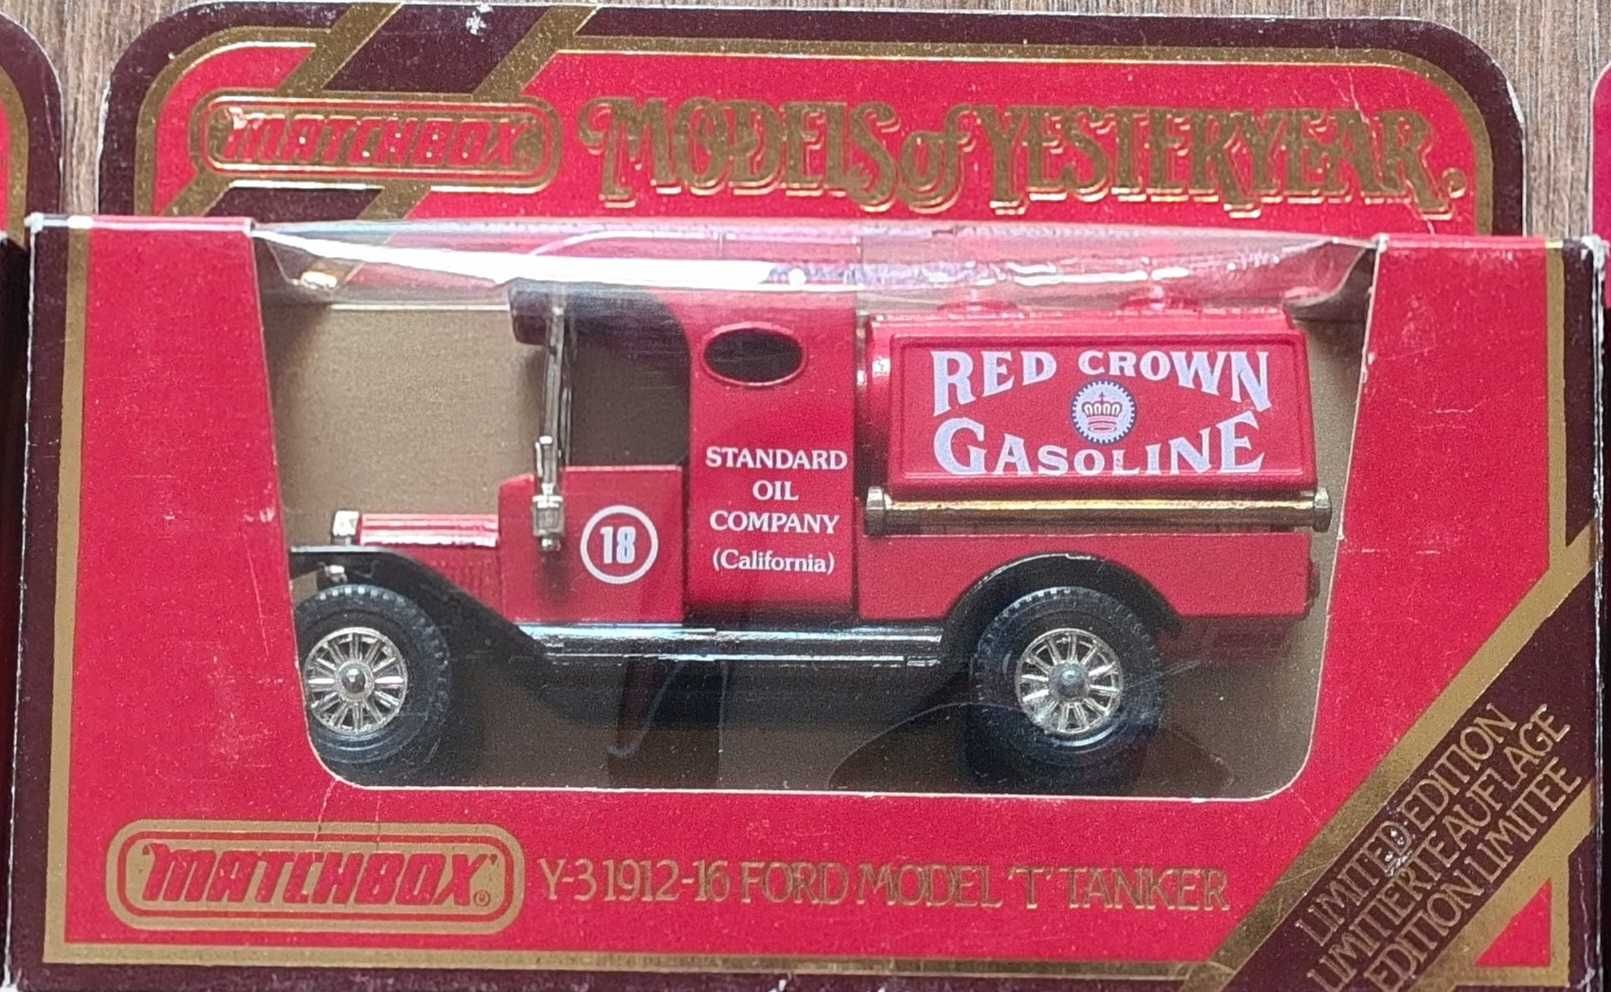 MATCHBOX®
MODELS of YESTERYEAR.
RED CROWN
GASOLINE
STANDARD
OIL
COMPANY
(California)
18
"MATCHBOX"®
Y-3 1912-16 FORD MODEL 'T' TANKER
LIMITED EDITION
LIMITIERTE AUFLAGE
EDITION LIMITEE